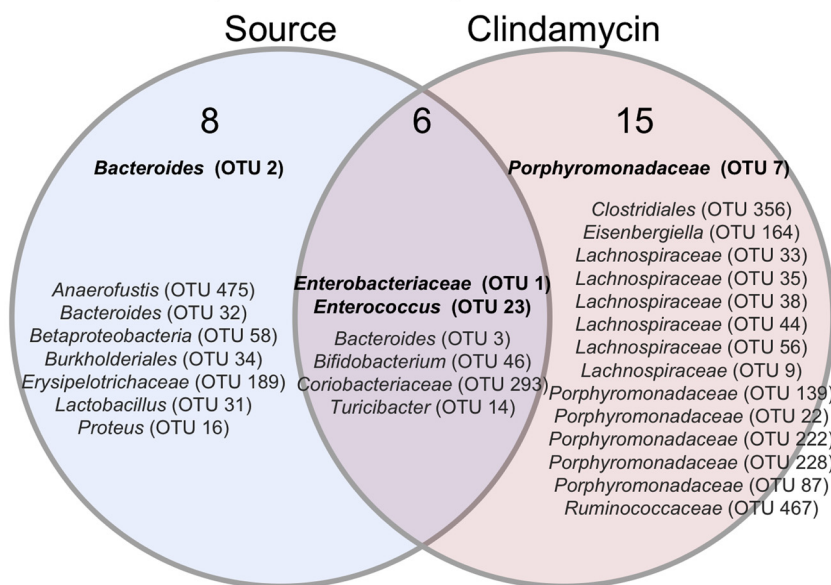 Source
Clindamycin
8
6
15
Bacteroides (OTU 2)
Porphyromonadaceae (OTU 7)
Anaerofustis (OTU 475)
Bacteroides (OTU 32)
Betaproteobacteria (OTU 58)
Burkholderiales (OTU 34)
Erysipelotrichaceae (OTU 189)
Lactobacillus (OTU 31)
Proteus (OTU 16)
Enterobacteriaceae (OTU 1)
Enterococcus (OTU 23)
Bacteroides (OTU 3)
Bifidobacterium (OTU 46)
Coriobacteriaceae (OTU 293)
Turicibacter (OTU 14)
Clostridiales (OTU 356)
Eisenbergiella (OTU 164)
Lachnospiraceae (OTU 33)
Lachnospiraceae (OTU 35)
Lachnospiraceae (OTU 38)
Lachnospiraceae (OTU 44)
Lachnospiraceae (OTU 56)
Lachnospiraceae (OTU 9)
Porphyromonadaceae (OTU 139)
Porphyromonadaceae (OTU 22)
Porphyromonadaceae (OTU 222)
Porphyromonadaceae (OTU 228)
Porphyromonadaceae (OTU 87)
Ruminococcaceae (OTU 467)